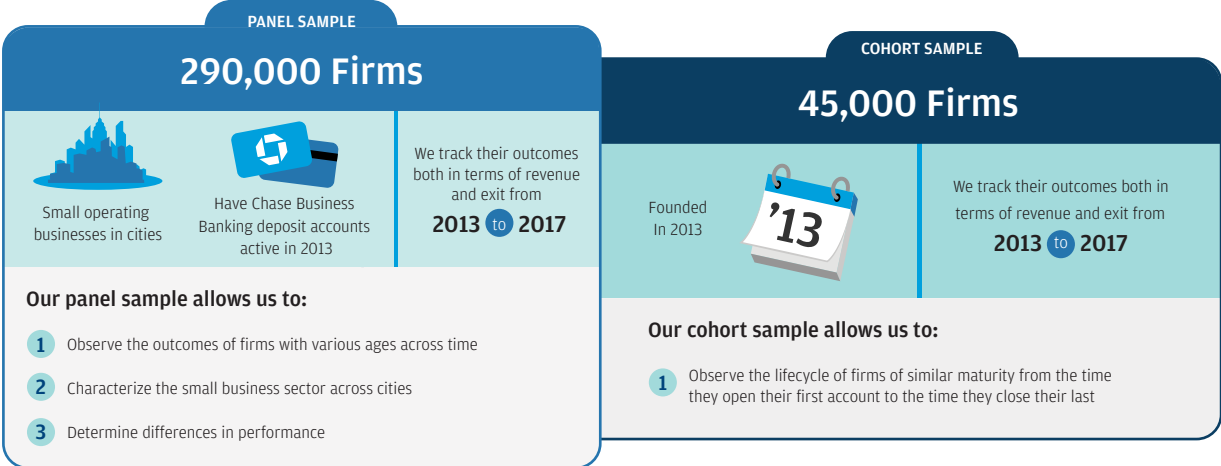 PANEL SAMPLE
290,000 Firms
Small operating
businesses in cities
Have Chase Business
Banking deposit accounts
active in 2013
We track their outcomes
both in terms of revenue
and exit from
2013 to 2017
Our panel sample allows us to:
1 Observe the outcomes of firms with various ages across time
2 Characterize the small business sector across cities
3 Determine differences in performance
COHORT SAMPLE
45,000 Firms
Founded
In 2013
'13
We track their outcomes both in
terms of revenue and exit from
2013 to 2017
Our cohort sample allows us to:
1 Observe the lifecycle of firms of similar maturity from the time
they open their first account to the time they close their last